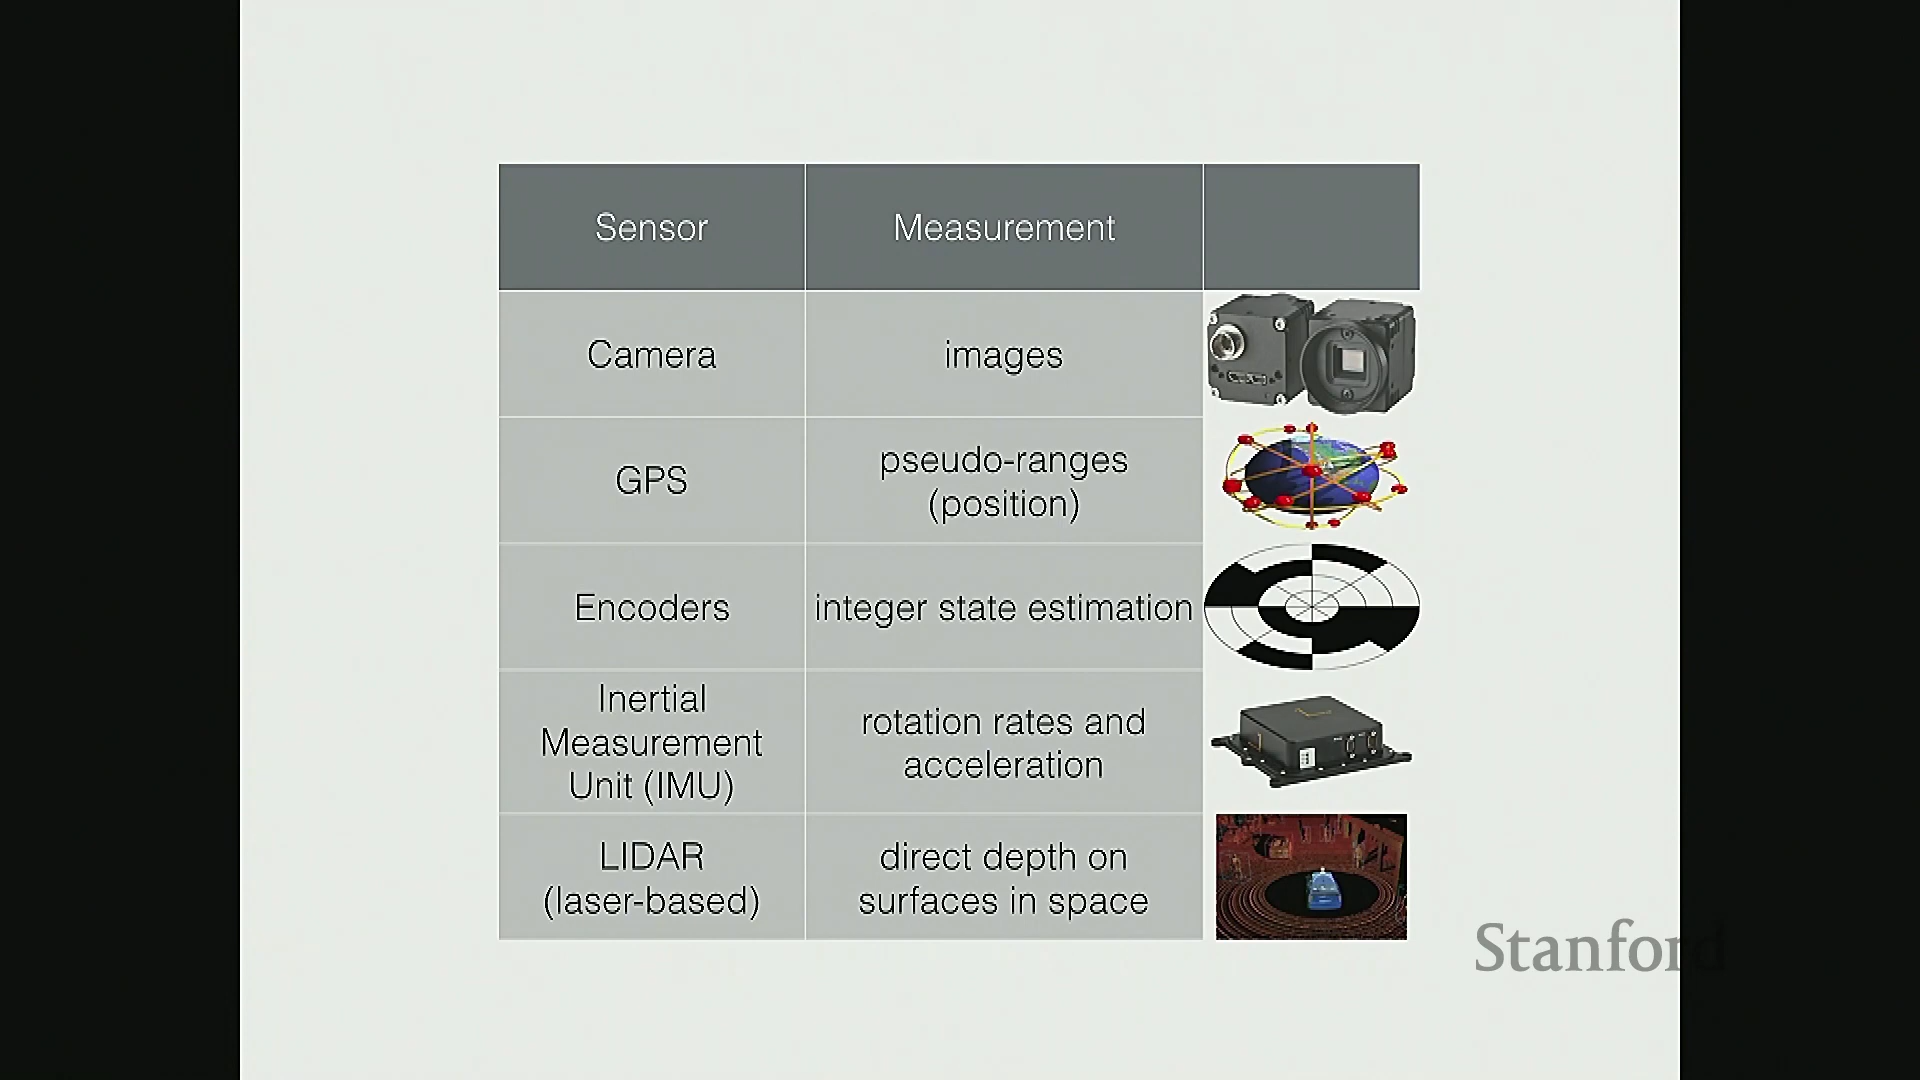 Sensor
Measurement
Camera
images
GPS
pseudo-ranges
(position)
Encoders
integer state estimation
Inertial
Measurement
Unit (IMU)
rotation rates and
acceleration
LIDAR
(laser-based)
direct depth on
surfaces in space
Stanford